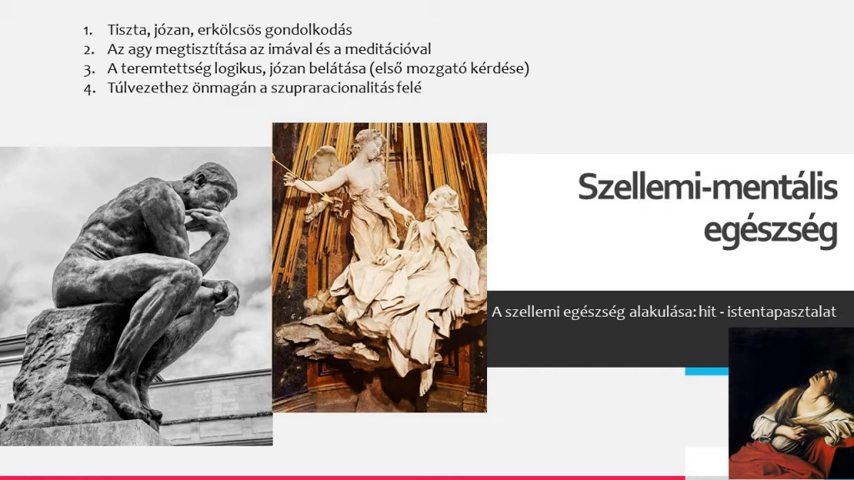 1. Tiszta, józan, erkölcsös gondolkodás
2. Az agy megtisztítása az imával és a meditációval
3. A teremtettség logikus, józan belátása (első mozgató kérdése)
4. Túlvezethez önmagán a szupraracionalitás felé
Szellemi-mentális
egészség
A szellemi egészség alakulása: hit - istentapasztalat